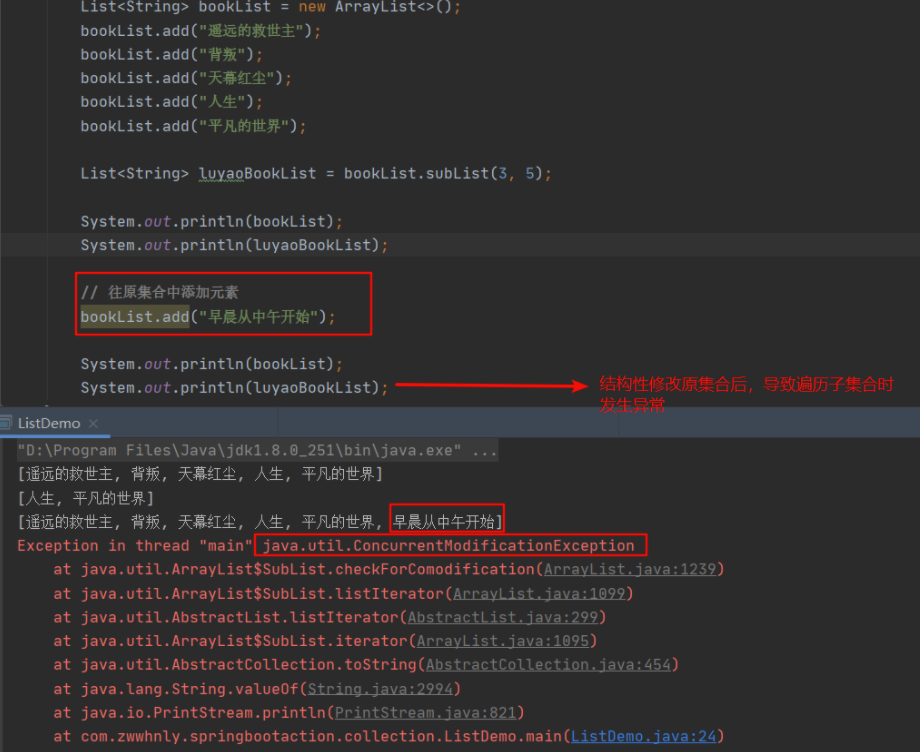 List<String> bookList = new ArrayList<>();
bookList.add("遥远的救世主");
bookList.add("背叛");
bookList.add("天幕红尘");
bookList.add("人生");
bookList.add("平凡的世界");
List<String> luyaoBookList = bookList.subList(3, 5);
System.out.println(bookList);
System.out.println(luyaoBookList);
// 往原集合中添加元素
bookList.add("早晨从中午开始");
System.out.println(bookList);
System.out.println(luyaoBookList);
结构性修改原集合后，导致遍历子集合时
发生异常
ListDemo ×
"D:\Program Files\Java\jdk1.8.0_251\bin\java.exe" ...
[遥远的救世主, 背叛, 天幕红尘, 人生, 平凡的世界]
[人生, 平凡的世界]
[遥远的救世主, 背叛, 天幕红尘, 人生, 平凡的世界, 早晨从中午开始]
Exception in thread "main" java.util.ConcurrentModificationException
at java.util.ArrayList$SubList.checkForComodification(ArrayList.java:1239)
at java.util.ArrayList$SubList.listIterator(ArrayList.java:1099)
at java.util.AbstractList.listIterator(AbstractList.java:299)
at java.util.ArrayList$SubList.iterator(ArrayList.java:1095)
at java.util.AbstractCollection.toString(AbstractCollection.java:454)
at java.lang.String.valueOf(String.java:2994)
at java.io.PrintStream.println(PrintStream.java:821)
at com.zwwhnly.springbootaction.collection.ListDemo.main(ListDemo.java:24)